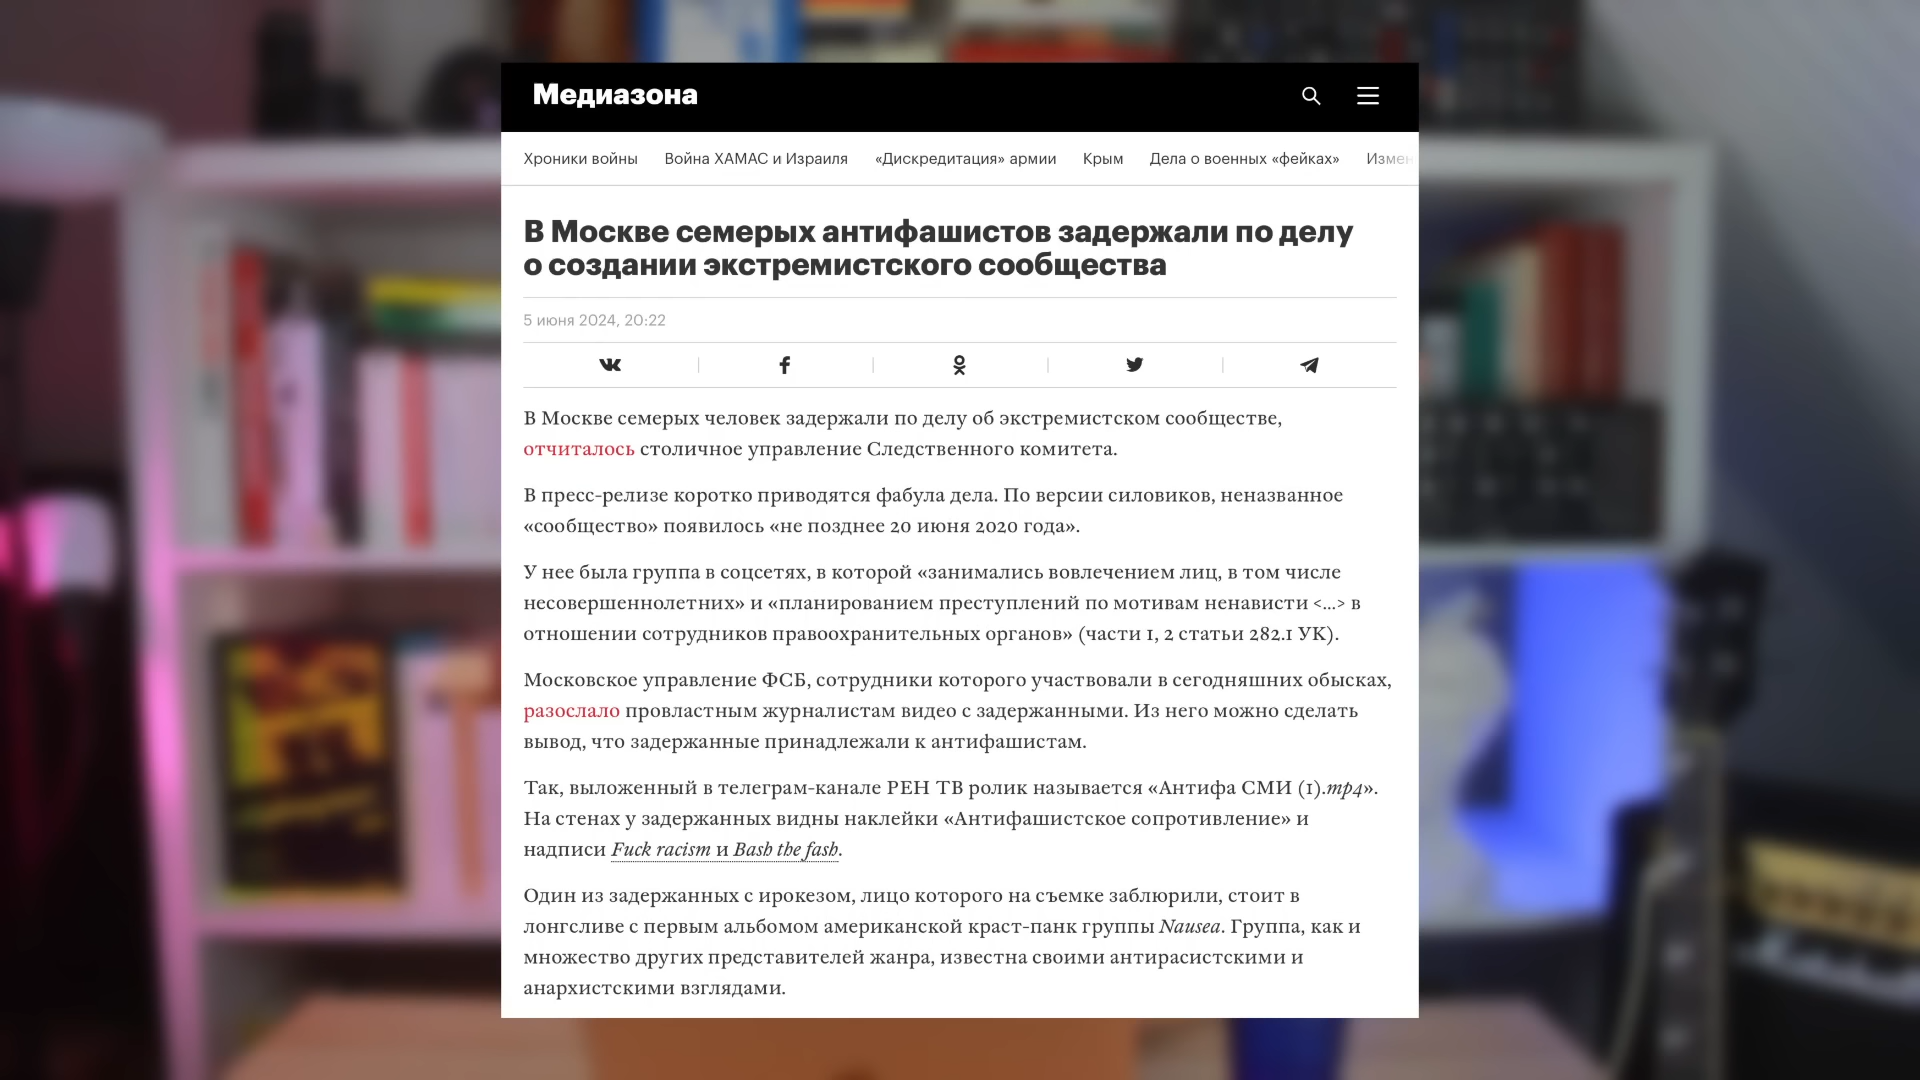 Медиазона
Хроники войны Война ХАМАС и Израиля «Дискредитация» армии Крым Дела о военных «фейках» Измен
В Москве семерых антифашистов задержали по делу
о создании экстремистского сообщества
5 июня 2024, 20:22
В Москве семерых человек задержали по делу об экстремистском сообществе,
отчиталось столичное управление Следственного комитета.
В пресс-релизе коротко приводятся фабула дела. По версии силовиков, неназванное
«сообщество» появилось «не позднее 20 июня 2020 года».
У нее была группа в соцсетях, в которой «занимались вовлечением лиц, в том числе
несовершеннолетних» и «планированием преступлений по мотивам ненависти <...> в
отношении сотрудников правоохранительных органов» (части 1, 2 статьи 282.1 УК).
Московское управление ФСБ, сотрудники которого участвовали в сегодняшних обысках,
разослало провластным журналистам видео с задержанными. Из него можно сделать
вывод, что задержанные принадлежали к антифашистам.
Так, выложенный в телеграм-канале РЕН ТВ ролик называется «Антифа СМИ (1).mp4».
На стенах у задержанных видны наклейки «Антифашистское сопротивление» и
надписи Fuck racism и Bash the fash.
Один из задержанных с ирокезом, лицо которого на съемке заблюрили, стоит в
лонгсливе с первым альбомом американской краст-панк группы Nausea. Группа, как и
множество других представителей жанра, известна своими антирасистскими и
анархистскими взглядами.